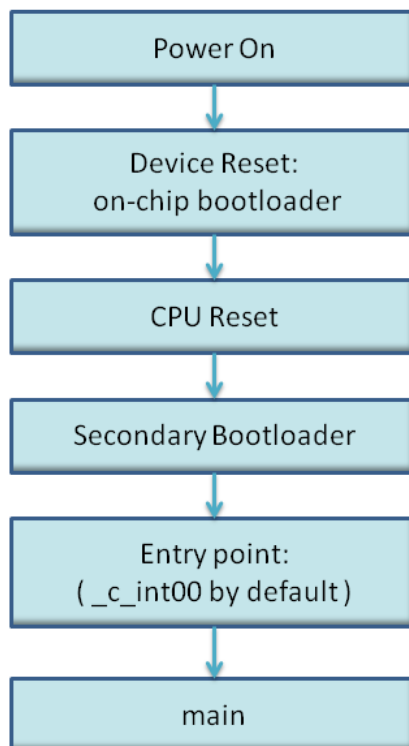 Power On
Device Reset:
on-chip bootloader
CPU Reset
Secondary Bootloader
Entry point:
( _c_int00 by default )
main